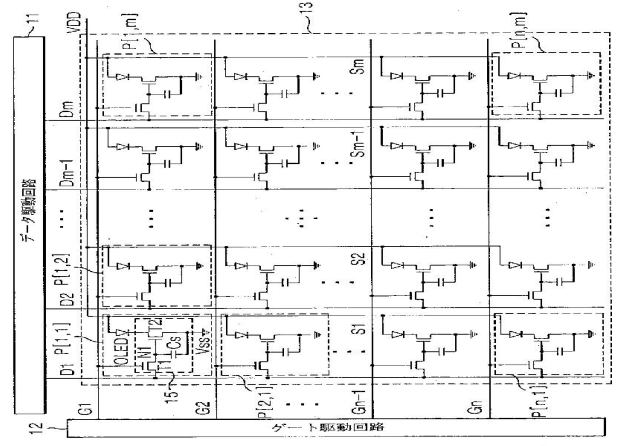 11
データ駆動回路
VDD
D1
P[1,1]
D2
P[1,2]
Dm-1
Dm
P[1,m]
13
G1
OLED
N1
T1
T2
Cs
VSS
15
G2
P[2,1]
S1
S2
Sm-1
Sm
Gn-1
Gn
P[n,1]
P[n,m]
12
ゲート駆動回路